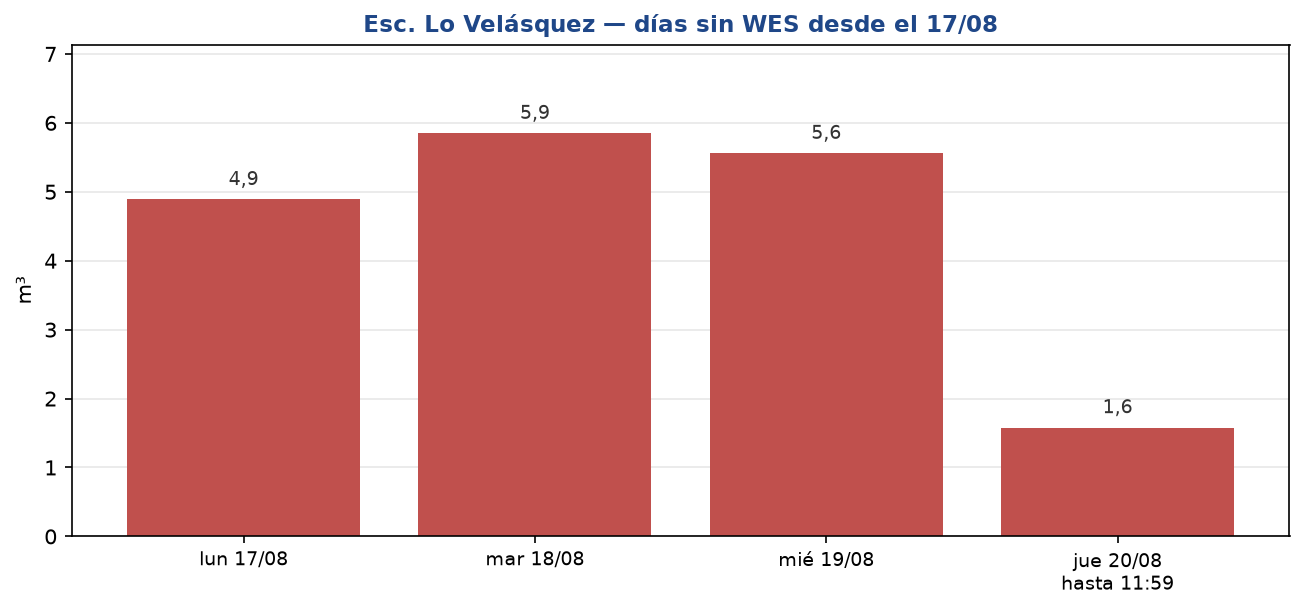 Esc. Lo Velásquez — días sin WES desde el 17/08
m³
7
6
5
4
3
2
1
0
4,9
5,9
5,6
1,6
lun 17/08
mar 18/08
mié 19/08
jue 20/08
hasta 11:59